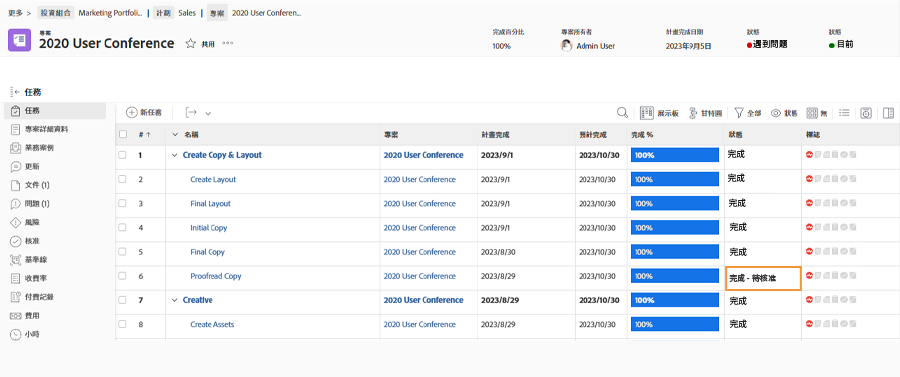 更多 > 投資組合 Marketing Portfoli... | 計劃 Sales | 專案 2020 User Conferen...
專案
2020 User Conference 共用
完成百分比 專案所有者 計畫完成日期 狀態 狀態
100% Admin User 2023年9月5日 遇到問題 目前
任務
任務
專案詳細資料
業務案例
更新
文件 (1)
問題 (1)
風險
核准
基準線
收費率
付費記錄
費用
小時
新任務 展示板 甘特圖 全部 狀態 無
# ↑ 名稱 專案 計畫完成 預計完成 完成 % 狀態 標誌
1 Create Copy & Layout 2020 User Conference 2023/9/1 2023/10/30 100% 完成
2 Create Layout 2020 User Conference 2023/9/1 2023/10/30 100% 完成
3 Final Layout 2020 User Conference 2023/9/1 2023/10/30 100% 完成
4 Initial Copy 2020 User Conference 2023/9/1 2023/10/30 100% 完成
5 Final Copy 2020 User Conference 2023/8/30 2023/10/30 100% 完成
6 Proofread Copy 2020 User Conference 2023/8/29 2023/10/30 100% 完成 - 待核准
7 Creative 2020 User Conference 2023/8/29 2023/10/30 100% 完成
8 Create Assets 2020 User Conference 2023/8/29 2023/10/30 100% 完成